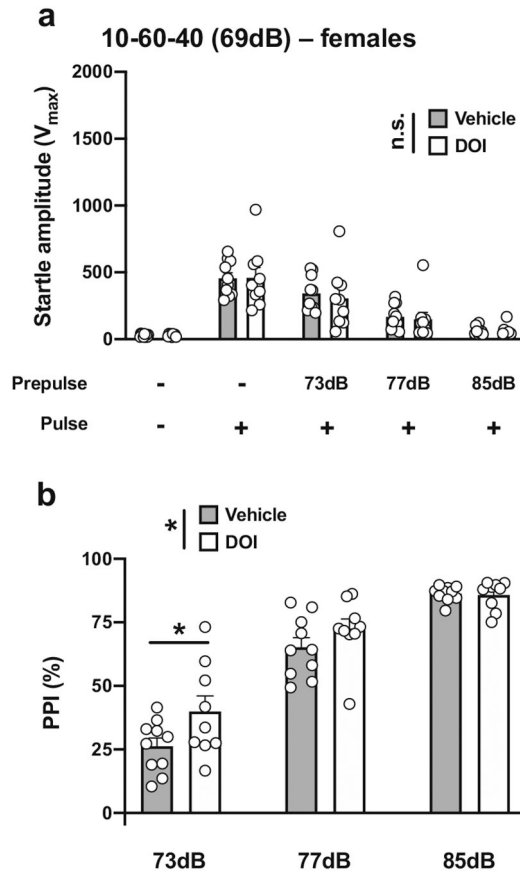 a
10-60-40 (69dB) – females
Startle amplitude (Vmax)
2000
1500
1000
500
0
n.s.
Vehicle
DOI
Prepulse - - 73dB 77dB 85dB
Pulse - + + + +
b
*
Vehicle
DOI
PPI (%)
100
75
50
25
0
*
73dB 77dB 85dB